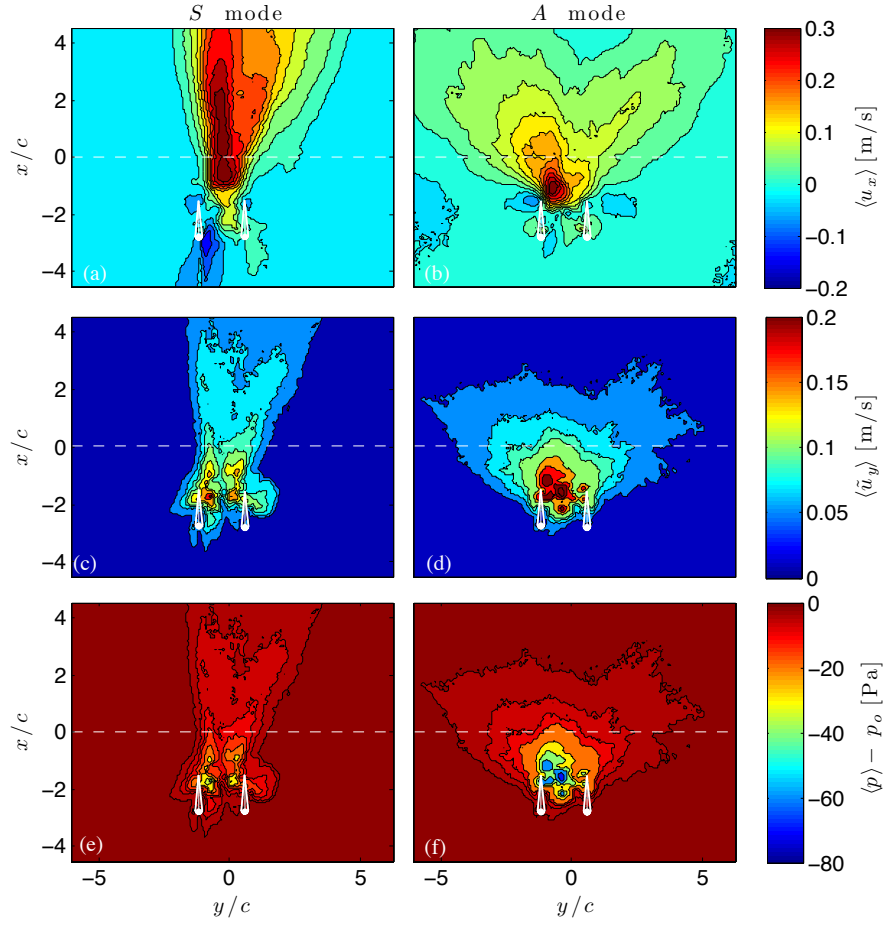 S mode
A mode
4
2
0
−2
−4
x/c
(a)
(b)
0.3
0.2
0.1
0
−0.1
−0.2
⟨u_x⟩ [m/s]
4
2
0
−2
−4
x/c
(c)
(d)
0.2
0.15
0.1
0.05
0
⟨ũ_y⟩ [m/s]
4
2
0
−2
−4
x/c
(e)
(f)
0
−20
−40
−60
−80
⟨p⟩ − p_o [Pa]
−5 0 5
−5 0 5
y/c
y/c